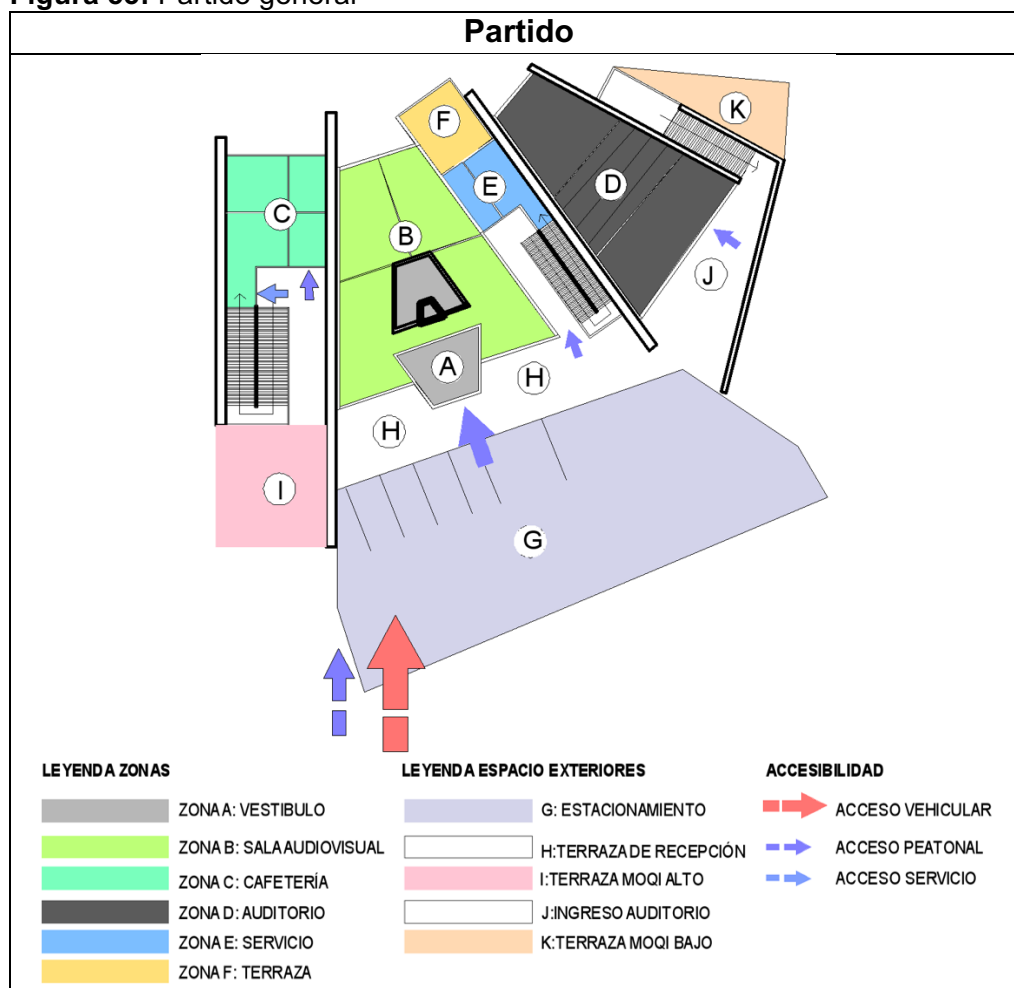 Partido
F
K
E
D
C
B
J
A
H
H
I
G
LEYENDA ZONAS
ZONA A: VESTIBULO
ZONA B: SALA AUDIOVISUAL
ZONA C: CAFETERÍA
ZONA D: AUDITORIO
ZONA E: SERVICIO
ZONA F: TERRAZA
LEYENDA ESPACIO EXTERIORES
G: ESTACIONAMIENTO
H:TERRAZA DE RECEPCIÓN
I:TERRAZA MOQI ALTO
J:INGRESO AUDITORIO
K:TERRAZA MOQI BAJO
ACCESIBILIDAD
ACCESO VEHICULAR
ACCESO PEATONAL
ACCESO SERVICIO